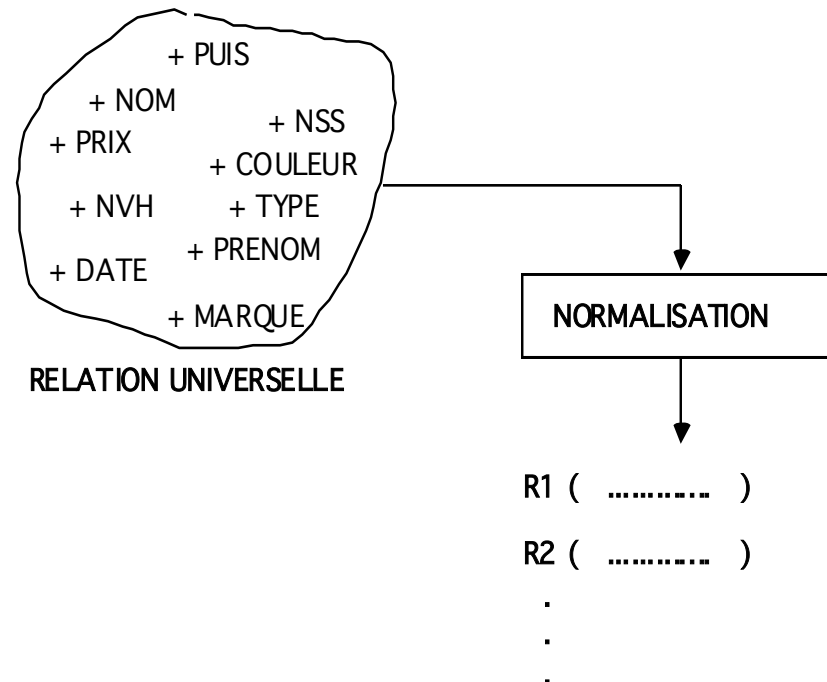 + PUIS
+ NOM
+ NSS
+ PRIX
+ COULEUR
+ NVH + TYPE
+ PRENOM
+ DATE
+ MARQUE
RELATION UNIVERSELLE
NORMALISATION
R1 ( ............. )
R2 ( ............. )
.
.
.